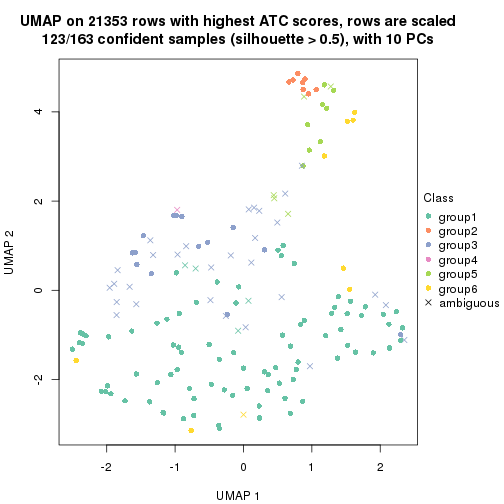 UMAP on 21353 rows with highest ATC scores, rows are scaled
123/163 confident samples (silhouette > 0.5), with 10 PCs
4
2
0
-2
UMAP 2
-2
-1
0
1
2
UMAP 1
Class
group1
group2
group3
group4
group5
group6
ambiguous